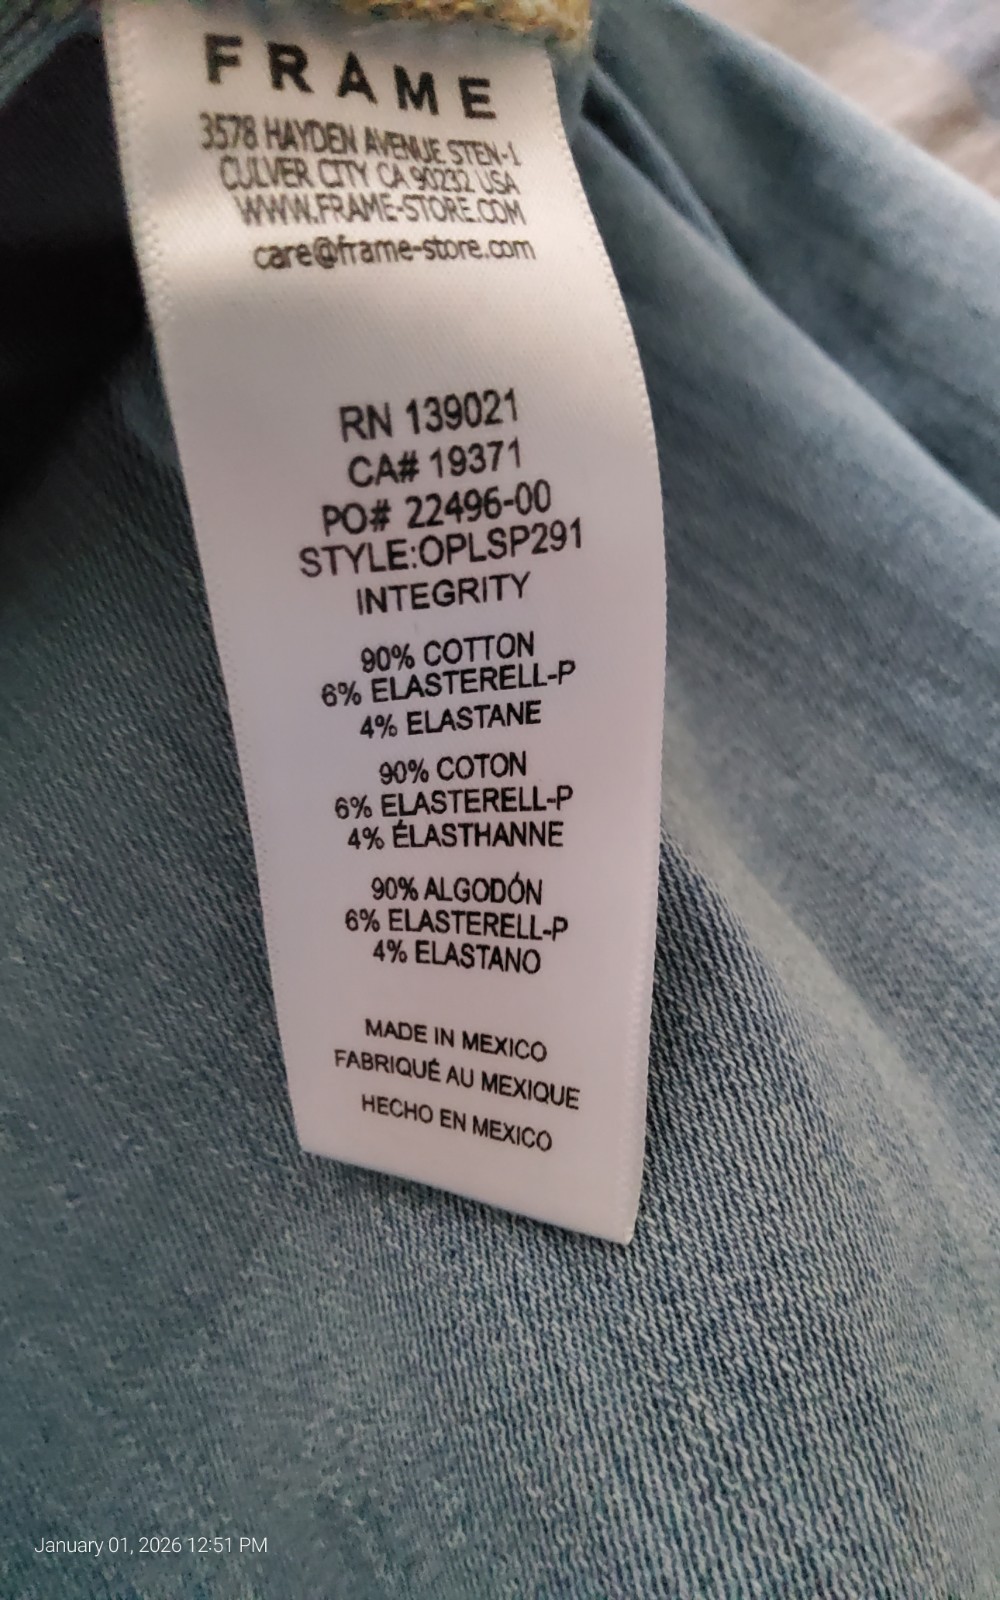 FRAME
3578 HAYDEN AVENUE STEN-1
CULVER CITY CA 90232 USA
WWW.FRAME-STORE.COM
care@frame-store.com
RN 139021
CA# 19371
PO# 22496-00
STYLE:OPLSP291
INTEGRITY
90% COTTON
6% ELASTERELL-P
4% ELASTANE
90% COTON
6% ELASTERELL-P
4% ÉLASTHANNE
90% ALGODÓN
6% ELASTERELL-P
4% ELASTANO
MADE IN MEXICO
FABRIQUÉ AU MEXIQUE
HECHO EN MEXICO
January 01, 2026 12:51 PM